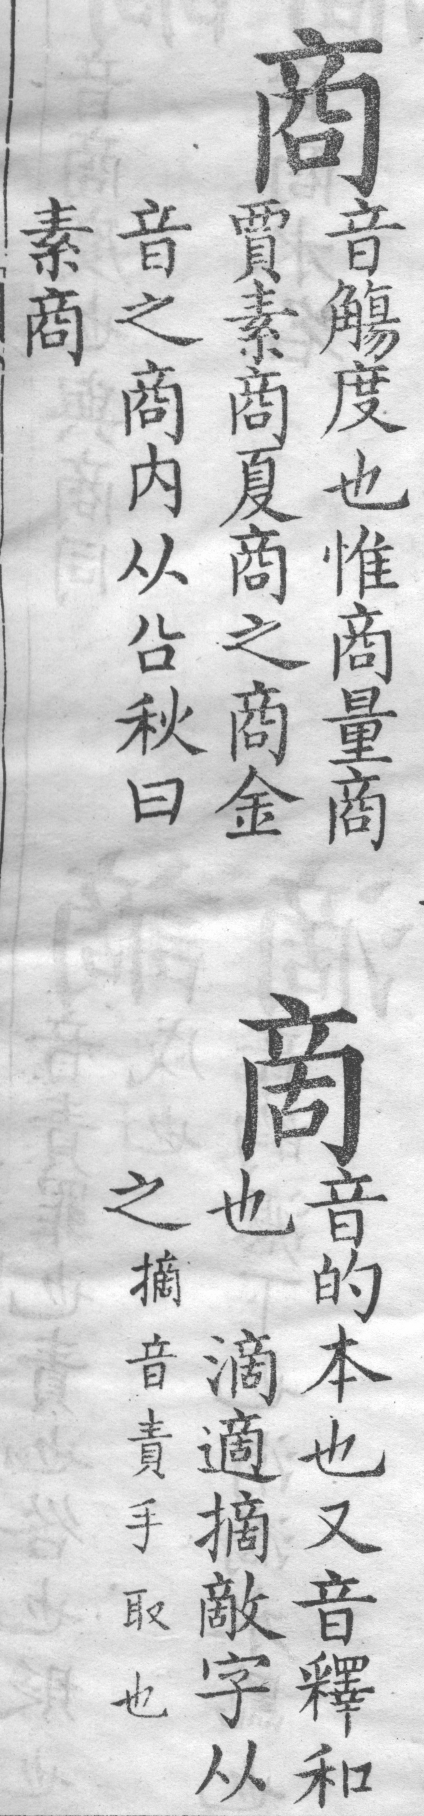 商
音觴度也惟商量商
賈素商夏商之商金
音之商内从㕣秋曰
素商
啇
音的本也又音釋和
也　滴適摘敵字从
之摘音責手取也